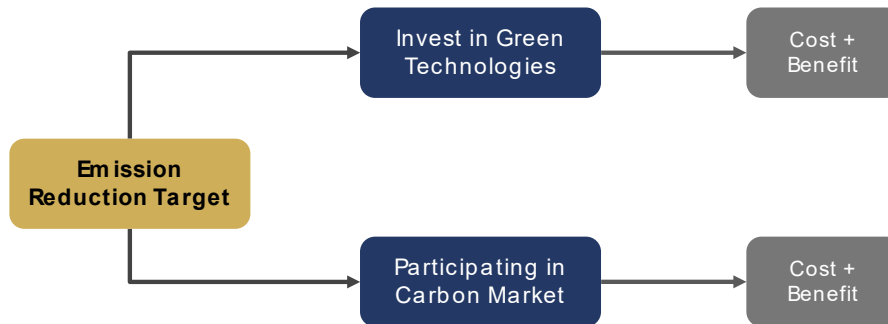 Invest in Green
Technologies
Cost +
Benefit
Emission
Reduction Target
Participating in
Carbon Market
Cost +
Benefit